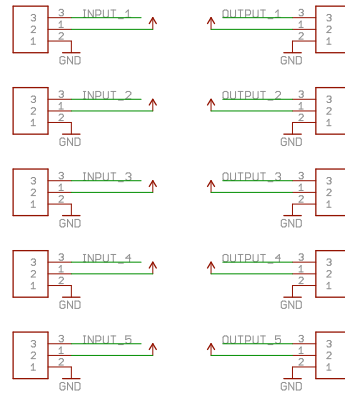 3 3 INPUT_1 OUTPUT_1 3 3
2 1 1 2
1 2 2 1
GND GND
3 3 INPUT_2 OUTPUT_2 3 3
2 1 1 2
1 2 2 1
GND GND
3 3 INPUT_3 OUTPUT_3 3 3
2 1 1 2
1 2 2 1
GND GND
3 3 INPUT_4 OUTPUT_4 3 3
2 1 1 2
1 2 2 1
GND GND
3 3 INPUT_5 OUTPUT_5 3 3
2 1 1 2
1 2 2 1
GND GND